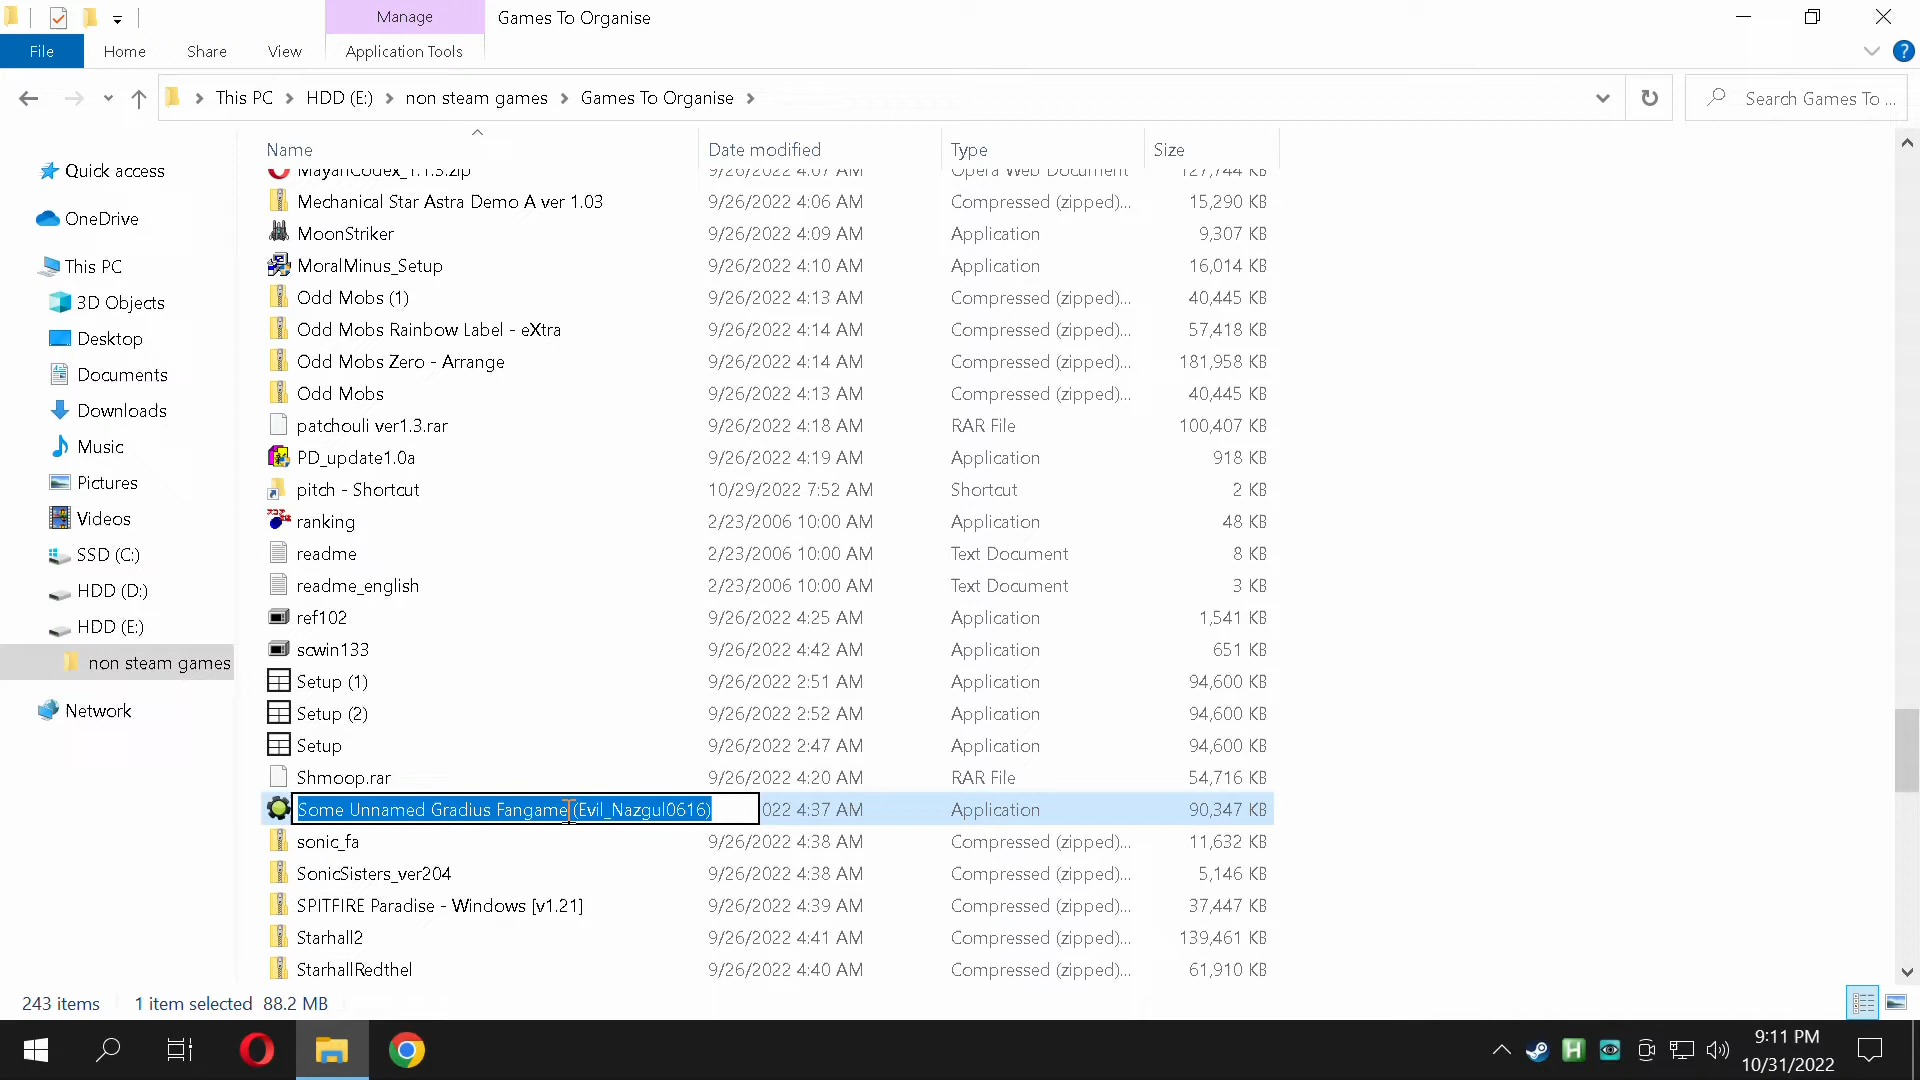 Manage
Games To Organise
File
Home
Share
View
Application Tools
This PC
HDD (E:)
non steam games
Games To Organise
Search Games To ...
Name
Date modified
Type
Size
Quick access
OneDrive
This PC
3D Objects
Desktop
Documents
Downloads
Music
Pictures
Videos
SSD (C:)
HDD (D:)
HDD (E:)
non steam games
Network
MayanCodex_1.1.3.zip 9/26/2022 4:07 AM Opera Web Document 127,744 KB
Mechanical Star Astra Demo A ver 1.03 9/26/2022 4:06 AM Compressed (zipped)... 15,290 KB
MoonStriker 9/26/2022 4:09 AM Application 9,307 KB
MoralMinus_Setup 9/26/2022 4:10 AM Application 16,014 KB
Odd Mobs (1) 9/26/2022 4:13 AM Compressed (zipped)... 40,445 KB
Odd Mobs Rainbow Label - eXtra 9/26/2022 4:14 AM Compressed (zipped)... 57,418 KB
Odd Mobs Zero - Arrange 9/26/2022 4:14 AM Compressed (zipped)... 181,958 KB
Odd Mobs 9/26/2022 4:13 AM Compressed (zipped)... 40,445 KB
patchouli ver1.3.rar 9/26/2022 4:18 AM RAR File 100,407 KB
PD_update1.0a 9/26/2022 4:19 AM Application 918 KB
pitch - Shortcut 10/29/2022 7:52 AM Shortcut 2 KB
ranking 2/23/2006 10:00 AM Application 48 KB
readme 2/23/2006 10:00 AM Text Document 8 KB
readme_english 2/23/2006 10:00 AM Text Document 3 KB
ref102 9/26/2022 4:25 AM Application 1,541 KB
scwin133 9/26/2022 4:42 AM Application 651 KB
Setup (1) 9/26/2022 2:51 AM Application 94,600 KB
Setup (2) 9/26/2022 2:52 AM Application 94,600 KB
Setup 9/26/2022 2:47 AM Application 94,600 KB
Shmoop.rar 9/26/2022 4:20 AM RAR File 54,716 KB
Some Unnamed Gradius Fangame (Evil_Nazgul0616) 022 4:37 AM Application 90,347 KB
sonic_fa 9/26/2022 4:38 AM Compressed (zipped)... 11,632 KB
SonicSisters_ver204 9/26/2022 4:38 AM Compressed (zipped)... 5,146 KB
SPITFIRE Paradise - Windows [v1.21] 9/26/2022 4:39 AM Compressed (zipped)... 37,447 KB
Starhall2 9/26/2022 4:41 AM Compressed (zipped)... 139,461 KB
StarhallRedthel 9/26/2022 4:40 AM Compressed (zipped)... 61,910 KB
243 items
1 item selected 88.2 MB
9:11 PM
10/31/2022